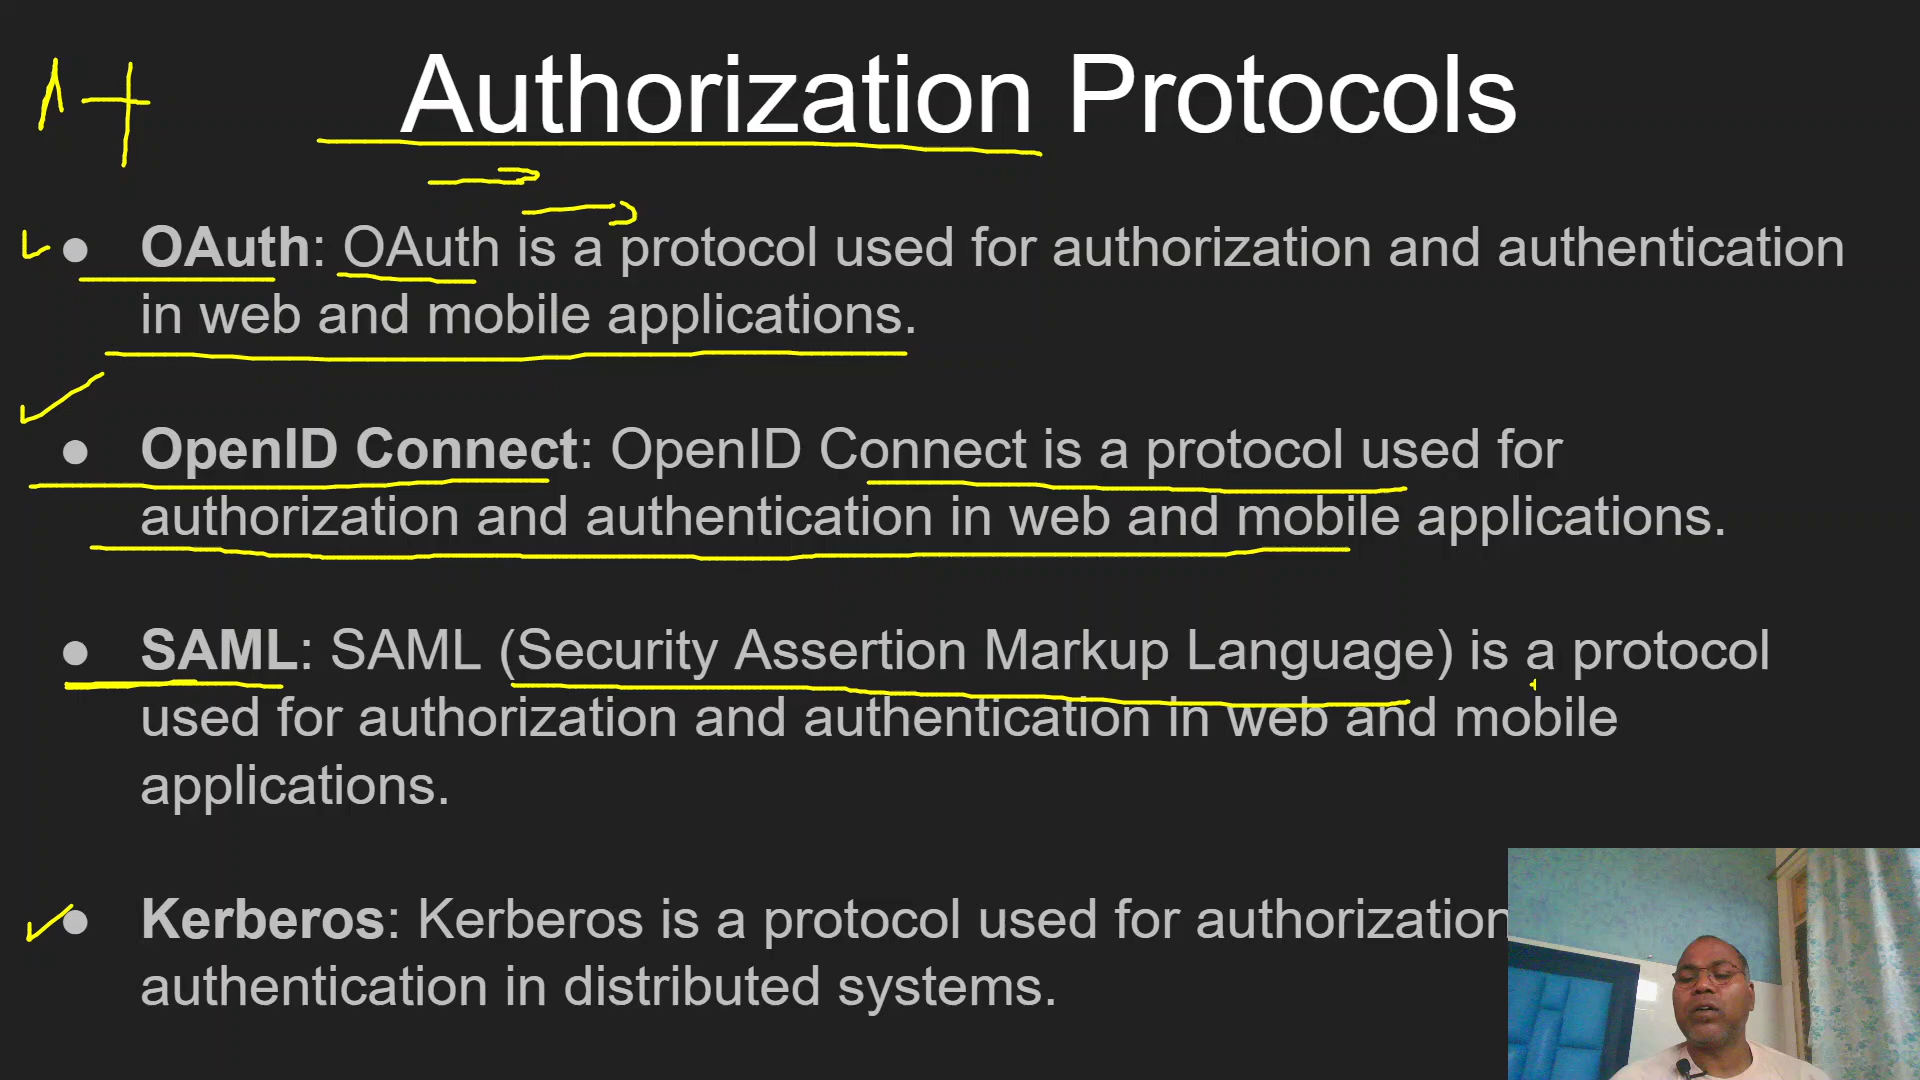 Authorization Protocols
● OAuth: OAuth is a protocol used for authorization and authentication
in web and mobile applications.
● OpenID Connect: OpenID Connect is a protocol used for
authorization and authentication in web and mobile applications.
● SAML: SAML (Security Assertion Markup Language) is a protocol
used for authorization and authentication in web and mobile
applications.
● Kerberos: Kerberos is a protocol used for authorization
authentication in distributed systems.